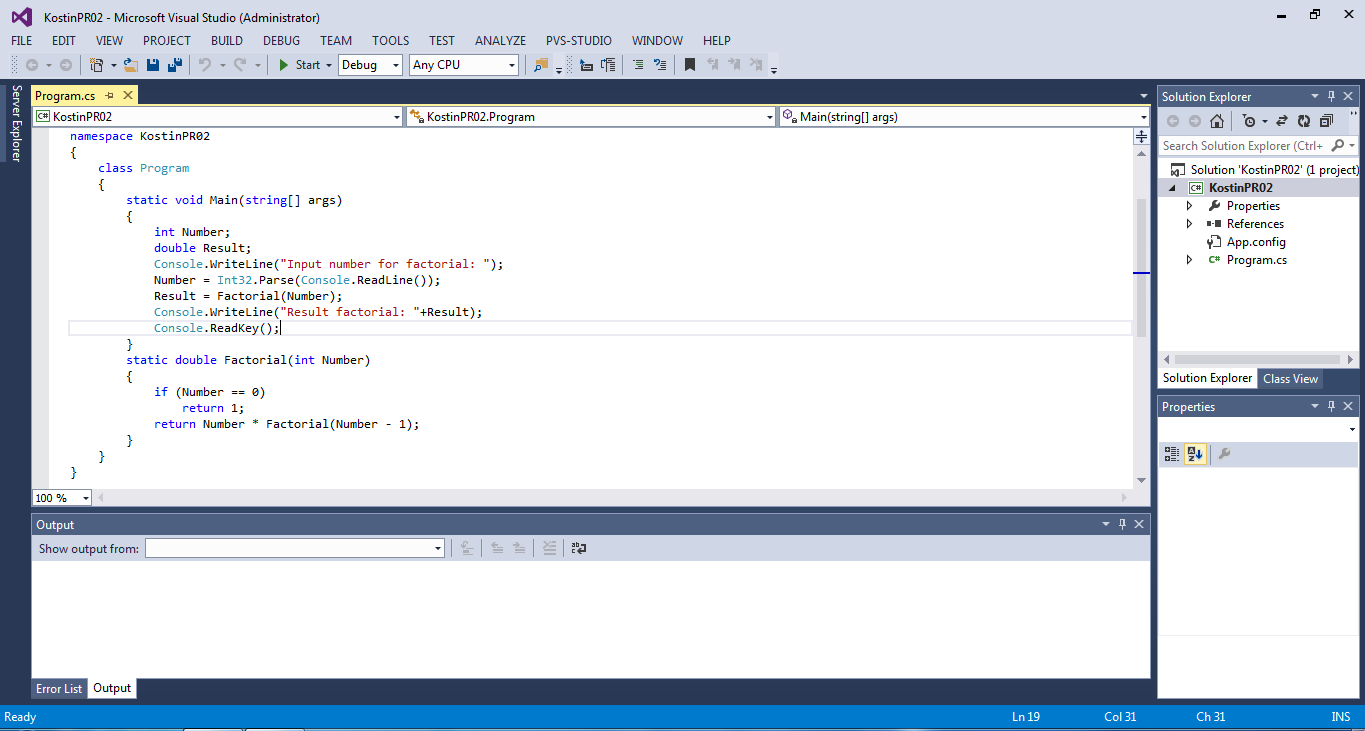 KostinPR02 - Microsoft Visual Studio (Administrator)
FILE EDIT VIEW PROJECT BUILD DEBUG TEAM TOOLS TEST ANALYZE PVS-STUDIO WINDOW HELP
Start Debug Any CPU
Server Explorer
Program.cs
C# KostinPR02 KostinPR02.Program Main(string[] args)
namespace KostinPR02
{
class Program
{
static void Main(string[] args)
{
int Number;
double Result;
Console.WriteLine("Input number for factorial: ");
Number = Int32.Parse(Console.ReadLine());
Result = Factorial(Number);
Console.WriteLine("Result factorial: "+Result);
Console.ReadKey();
}
static double Factorial(int Number)
{
if (Number == 0)
return 1;
return Number * Factorial(Number - 1);
}
}
}
100 %
Output
Show output from:
Error List Output
Solution Explorer
Search Solution Explorer (Ctrl+
Solution 'KostinPR02' (1 project)
C# KostinPR02
Properties
References
App.config
C# Program.cs
Solution Explorer Class View
Properties
Ready Ln 19 Col 31 Ch 31 INS